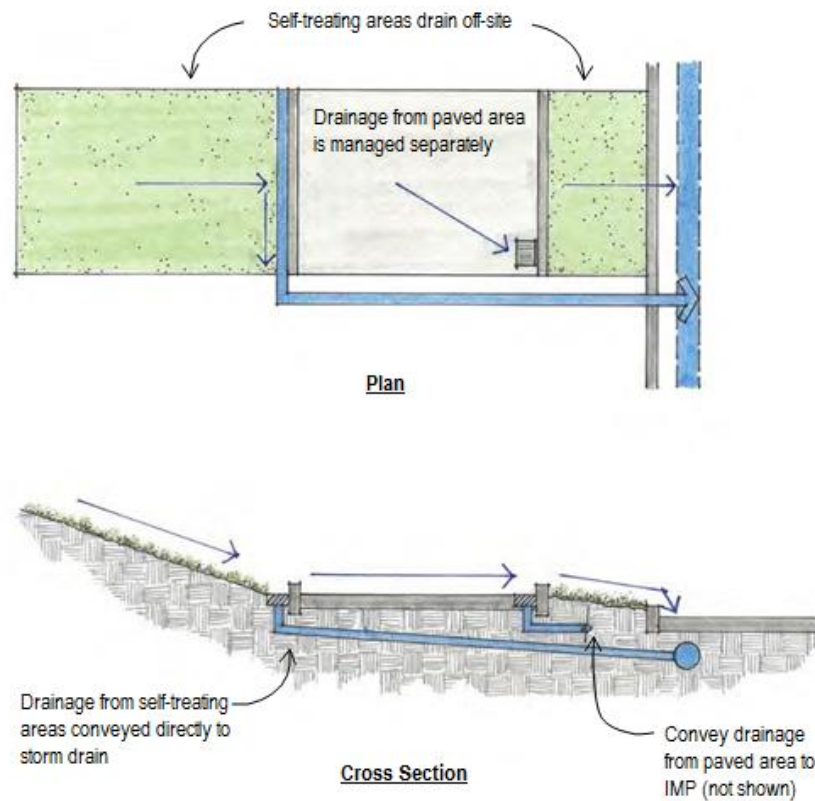 Self-treating areas drain off-site
Drainage from paved area
is managed separately
Plan
Drainage from self-treating
areas conveyed directly to
storm drain
Cross Section
Convey drainage
from paved area to
IMP (not shown)